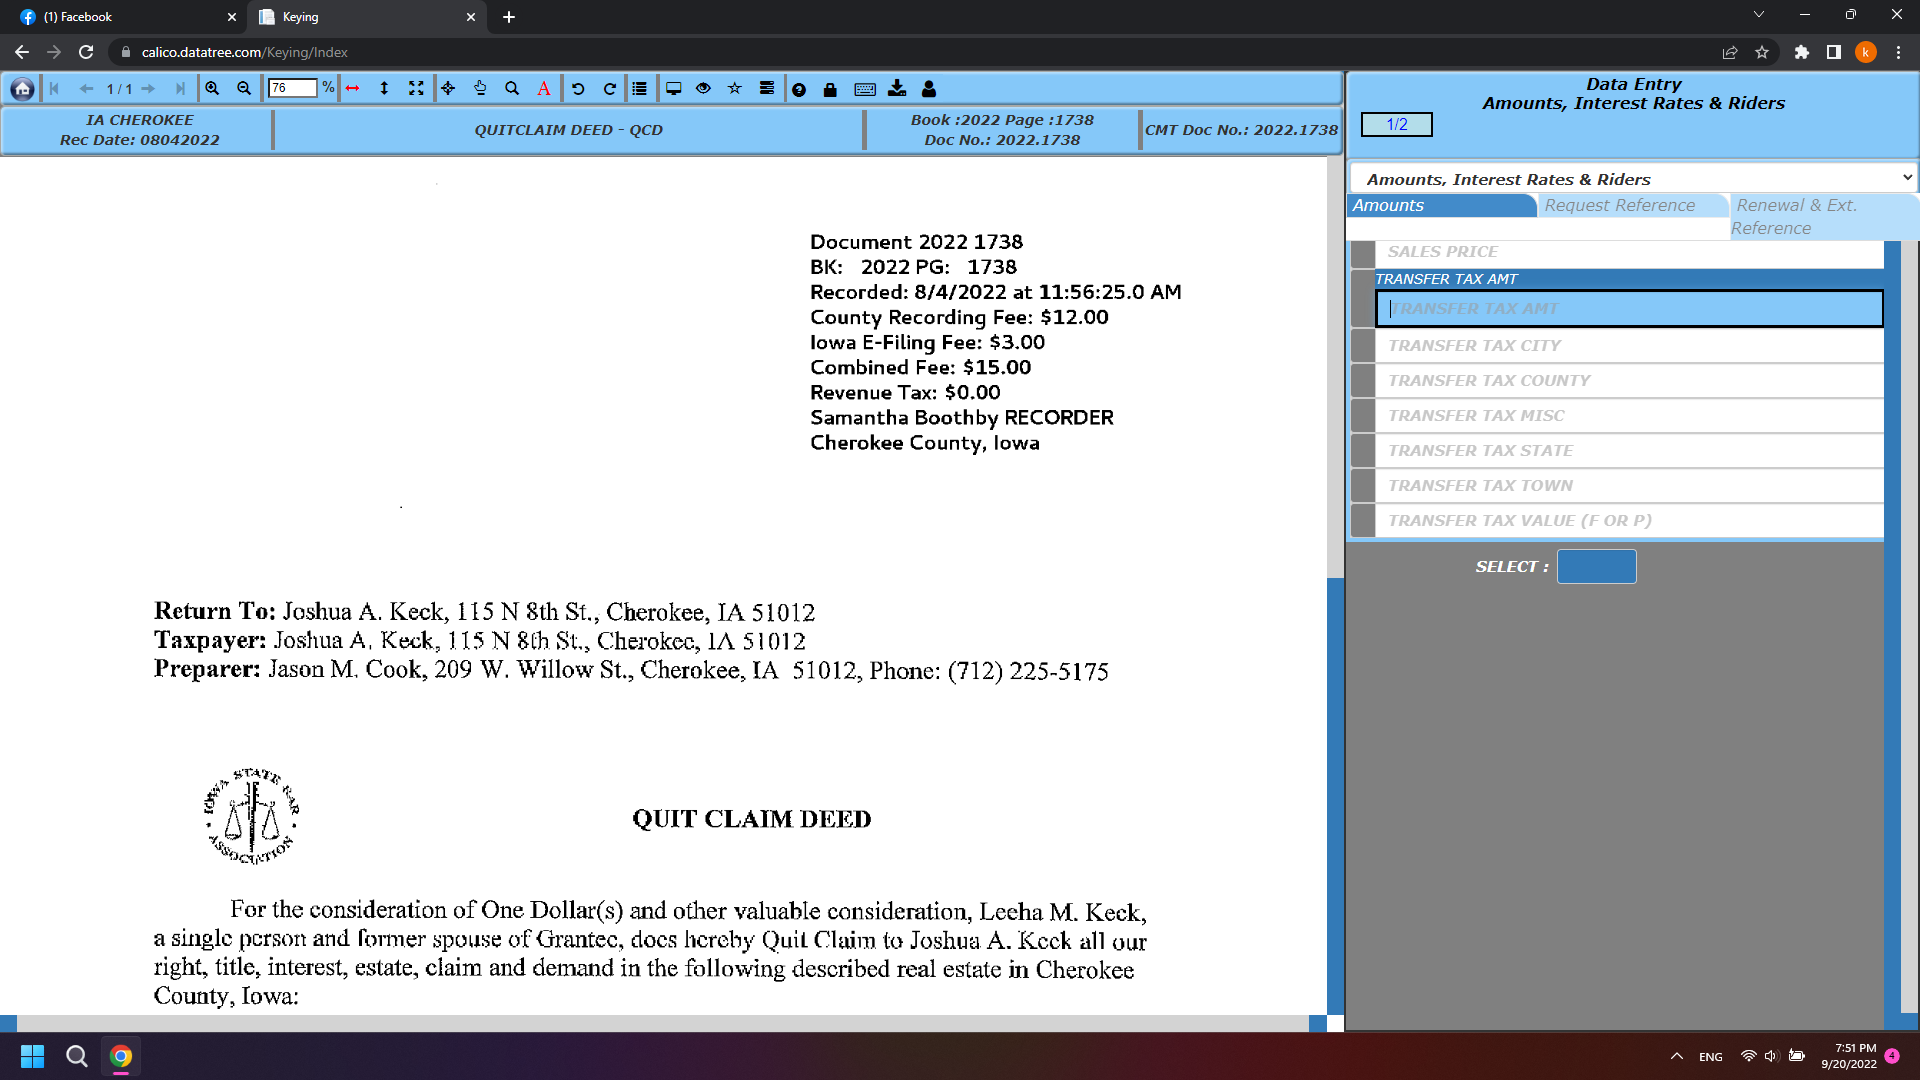 (1) Facebook
Keying
calico.datatree.com/Keying/Index
k
1 / 1
76 %
A
IA CHEROKEE
Rec Date: 08042022
QUITCLAIM DEED - QCD
Book :2022 Page :1738
Doc No.: 2022.1738
CMT Doc No.: 2022.1738
Document 2022 1738
BK: 2022 PG: 1738
Recorded: 8/4/2022 at 11:56:25.0 AM
County Recording Fee: $12.00
Iowa E-Filing Fee: $3.00
Combined Fee: $15.00
Revenue Tax: $0.00
Samantha Boothby RECORDER
Cherokee County, Iowa
Return To: Joshua A. Keck, 115 N 8th St., Cherokee, IA 51012
Taxpayer: Joshua A. Keck, 115 N 8th St., Cherokee, IA 51012
Preparer: Jason M. Cook, 209 W. Willow St., Cherokee, IA 51012, Phone: (712) 225-5175
IOWA STATE BAR
ASSOCIATION
QUIT CLAIM DEED
For the consideration of One Dollar(s) and other valuable consideration, Leeha M. Keck,
a single person and former spouse of Grantee, does hereby Quit Claim to Joshua A. Keck all our
right, title, interest, estate, claim and demand in the following described real estate in Cherokee
County, Iowa:
Data Entry
Amounts, Interest Rates & Riders
1/2
Amounts, Interest Rates & Riders
Amounts
Request Reference
Renewal & Ext.
Reference
SALES PRICE
TRANSFER TAX AMT
TRANSFER TAX AMT
TRANSFER TAX CITY
TRANSFER TAX COUNTY
TRANSFER TAX MISC
TRANSFER TAX STATE
TRANSFER TAX TOWN
TRANSFER TAX VALUE (F OR P)
SELECT :
ENG
7:51 PM
9/20/2022
4